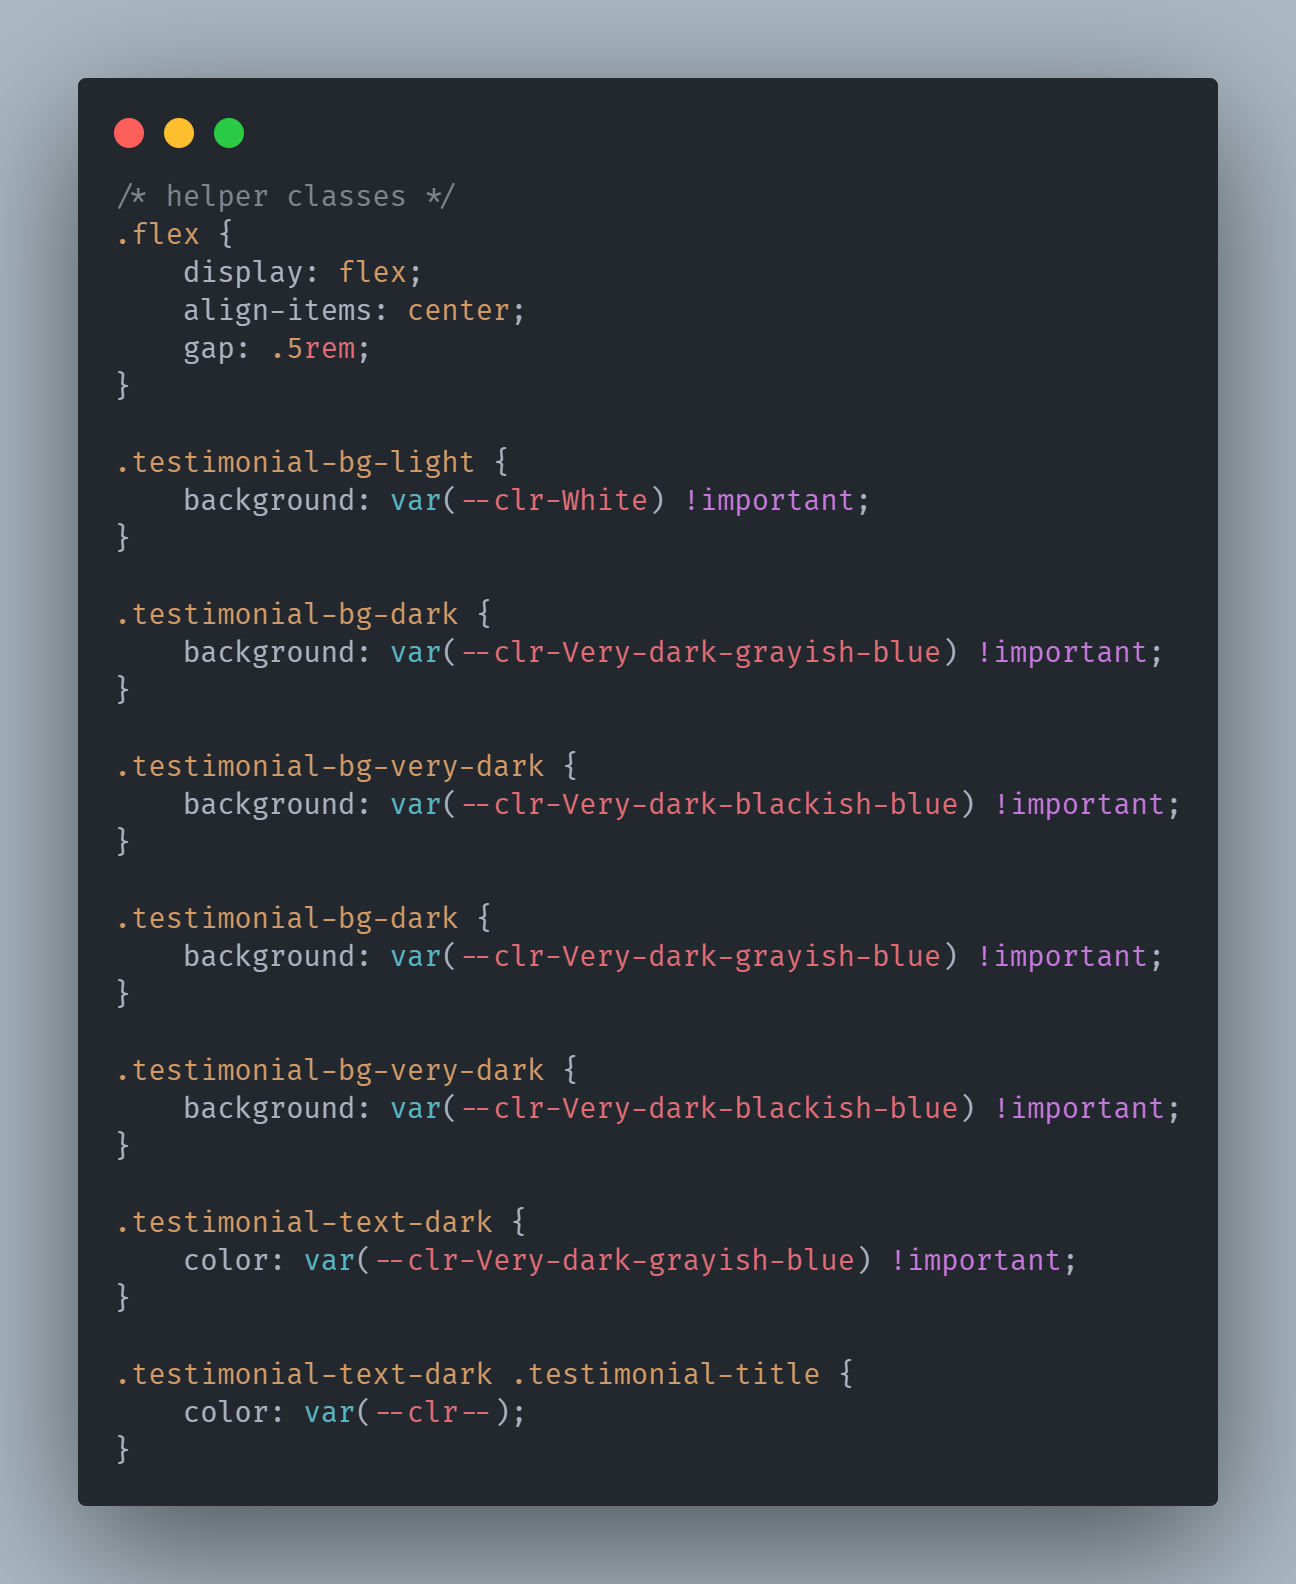 /* helper classes */
.flex {
    display: flex;
    align-items: center;
    gap: .5rem;
}

.testimonial-bg-light {
    background: var(--clr-White) !important;
}

.testimonial-bg-dark {
    background: var(--clr-Very-dark-grayish-blue) !important;
}

.testimonial-bg-very-dark {
    background: var(--clr-Very-dark-blackish-blue) !important;
}

.testimonial-bg-dark {
    background: var(--clr-Very-dark-grayish-blue) !important;
}

.testimonial-bg-very-dark {
    background: var(--clr-Very-dark-blackish-blue) !important;
}

.testimonial-text-dark {
    color: var(--clr-Very-dark-grayish-blue) !important;
}

.testimonial-text-dark .testimonial-title {
    color: var(--clr--);
}